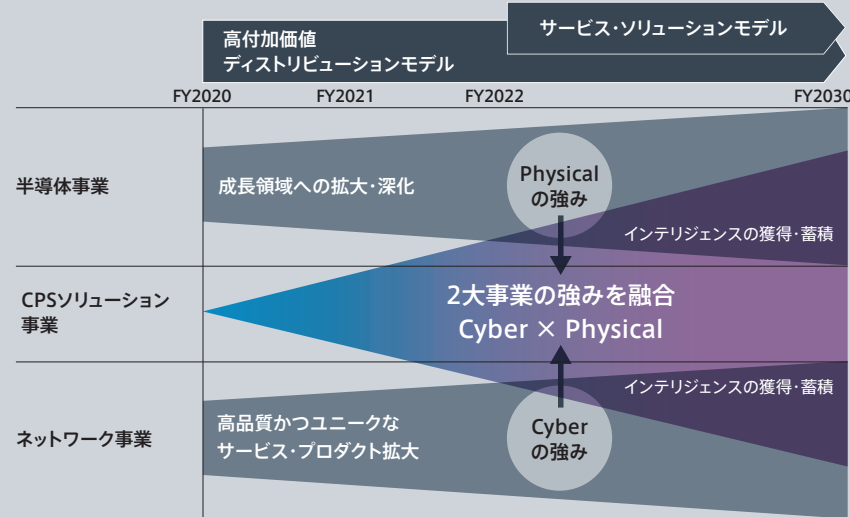 高付加価値
ディストリビューションモデル
サービス・ソリューションモデル
FY2020
FY2021
FY2022
FY2030
半導体事業
成長領域への拡大・深化
Physical
の強み
インテリジェンスの獲得・蓄積
CPSソリューション
事業
2大事業の強みを融合
Cyber × Physical
ネットワーク事業
高品質かつユニークな
サービス・プロダクト拡大
Cyber
の強み
インテリジェンスの獲得・蓄積